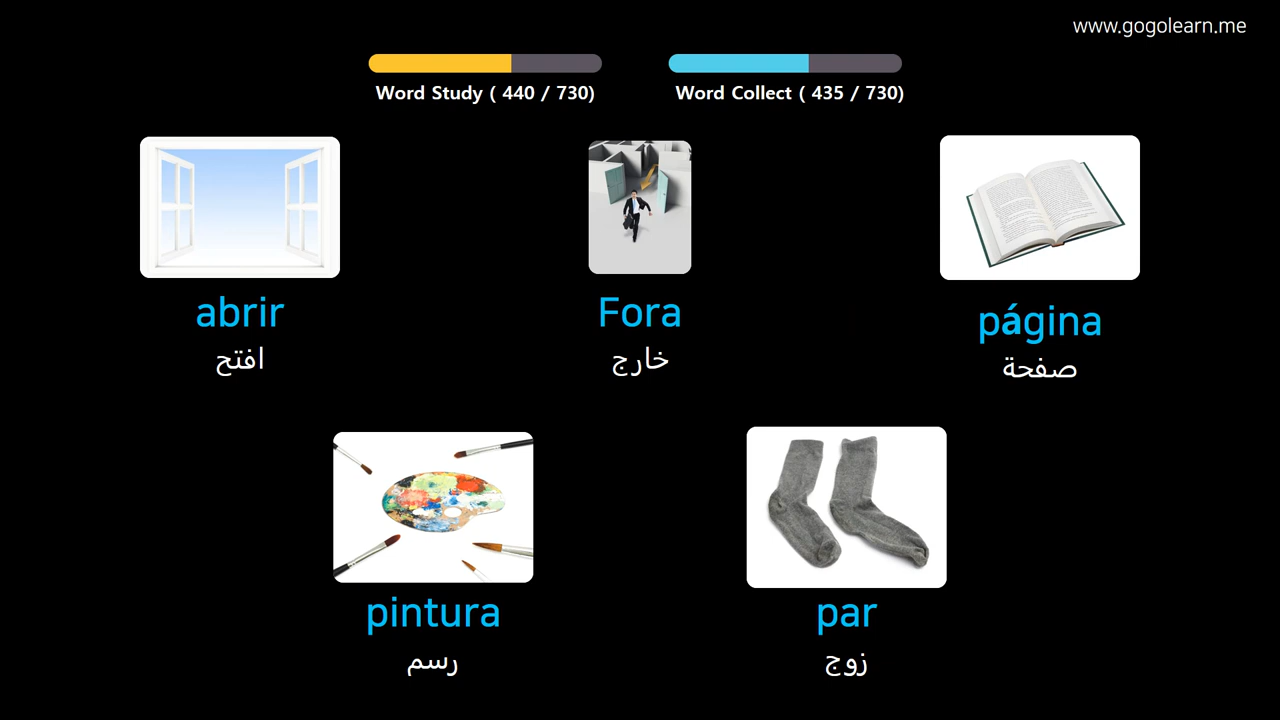 www.gogolearn.me
Word Study ( 440 / 730)
Word Collect ( 435 / 730)
abrir
افتح
Fora
خارج
página
صفحة
pintura
رسم
par
زوج